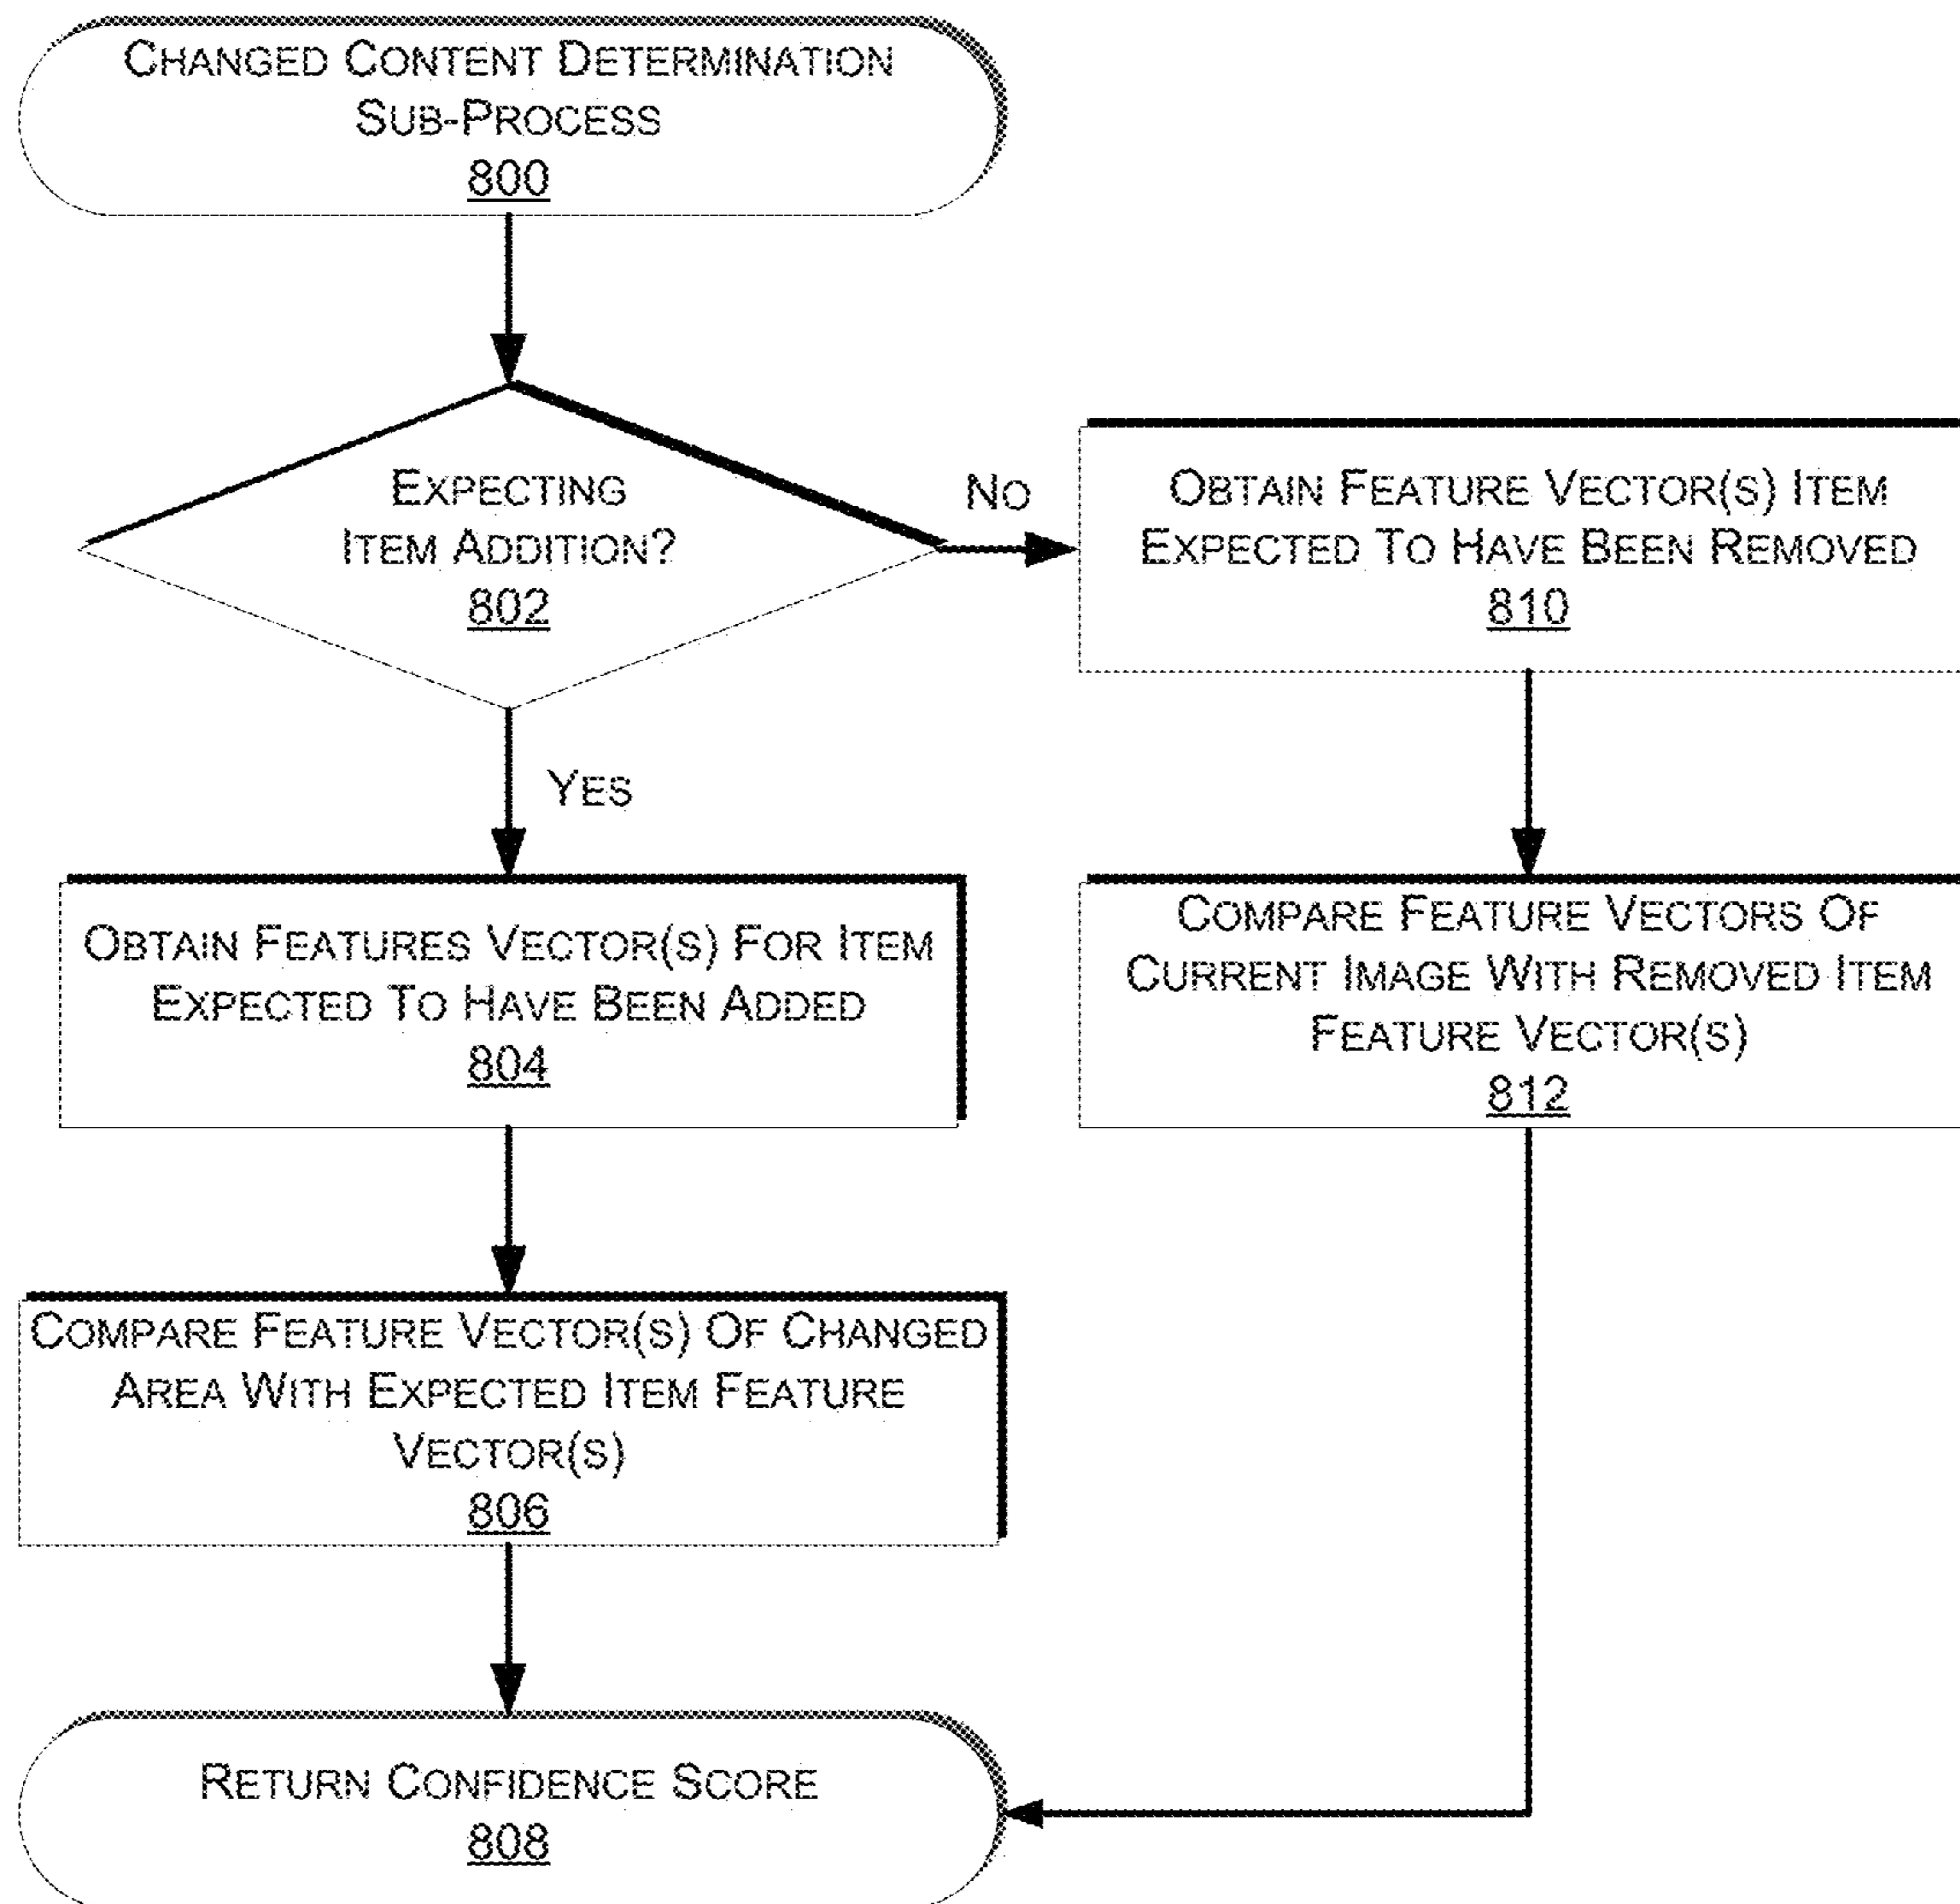 CHANGED CONTENT DETERMINATION
SUB-PROCESS
800
EXPECTING
ITEM ADDITION?
802
NO
YES
OBTAIN FEATURES VECTOR(S) FOR ITEM
EXPECTED TO HAVE BEEN ADDED
804
COMPARE FEATURE VECTOR(S) OF CHANGED
AREA WITH EXPECTED ITEM FEATURE
VECTOR(S)
806
RETURN CONFIDENCE SCORE
808
OBTAIN FEATURE VECTOR(S) ITEM
EXPECTED TO HAVE BEEN REMOVED
810
COMPARE FEATURE VECTORS OF
CURRENT IMAGE WITH REMOVED ITEM
FEATURE VECTOR(S)
812